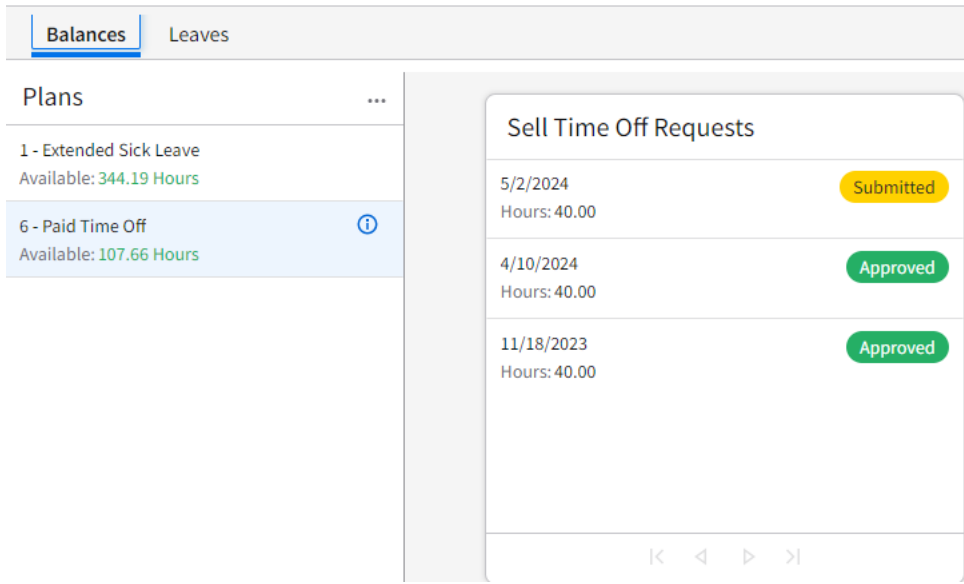 Balances Leaves
Plans ...
1 - Extended Sick Leave
Available: 344.19 Hours
6 - Paid Time Off
Available: 107.66 Hours
Sell Time Off Requests
5/2/2024 Submitted
Hours: 40.00
4/10/2024 Approved
Hours: 40.00
11/18/2023 Approved
Hours: 40.00